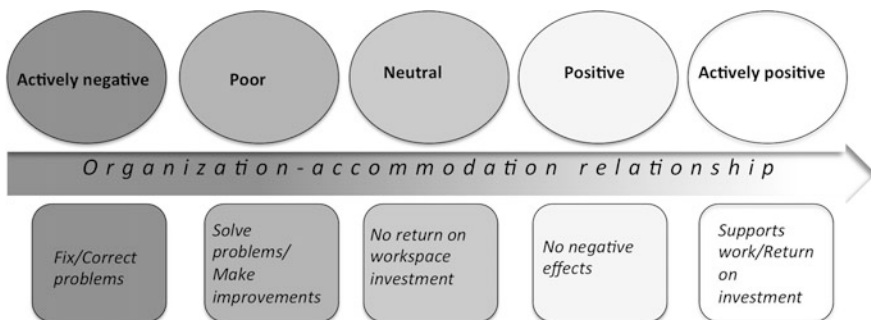 Actively negative
Poor
Neutral
Positive
Actively positive
Organization-accommodation relationship
Fix/Correct
problems
Solve
problems/
Make
improvements
No return on
workspace
investment
No negative
effects
Supports
work/Return
on
investment